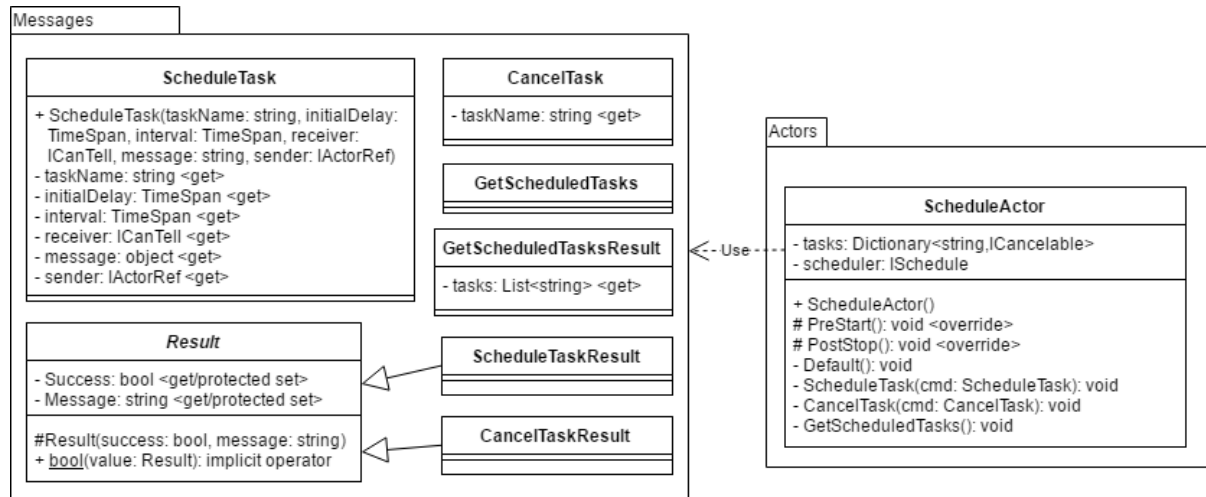 Messages
ScheduleTask
+ ScheduleTask(taskName: string, initialDelay:
TimeSpan, interval: TimeSpan, receiver:
ICanTell, message: string, sender: IActorRef)
- taskName: string <get>
- initialDelay: TimeSpan <get>
- interval: TimeSpan <get>
- receiver: ICanTell <get>
- message: object <get>
- sender: IActorRef <get>
CancelTask
- taskName: string <get>
GetScheduledTasks
GetScheduledTasksResult
- tasks: List<string> <get>
Result
- Success: bool <get/protected set>
- Message: string <get/protected set>
#Result(success: bool, message: string)
+ bool(value: Result): implicit operator
ScheduleTaskResult
CancelTaskResult
Use
Actors
ScheduleActor
- tasks: Dictionary<string,ICancelable>
- scheduler: ISchedule
+ ScheduleActor()
# PreStart(): void <override>
# PostStop(): void <override>
- Default(): void
- ScheduleTask(cmd: ScheduleTask): void
- CancelTask(cmd: CancelTask): void
- GetScheduledTasks(): void